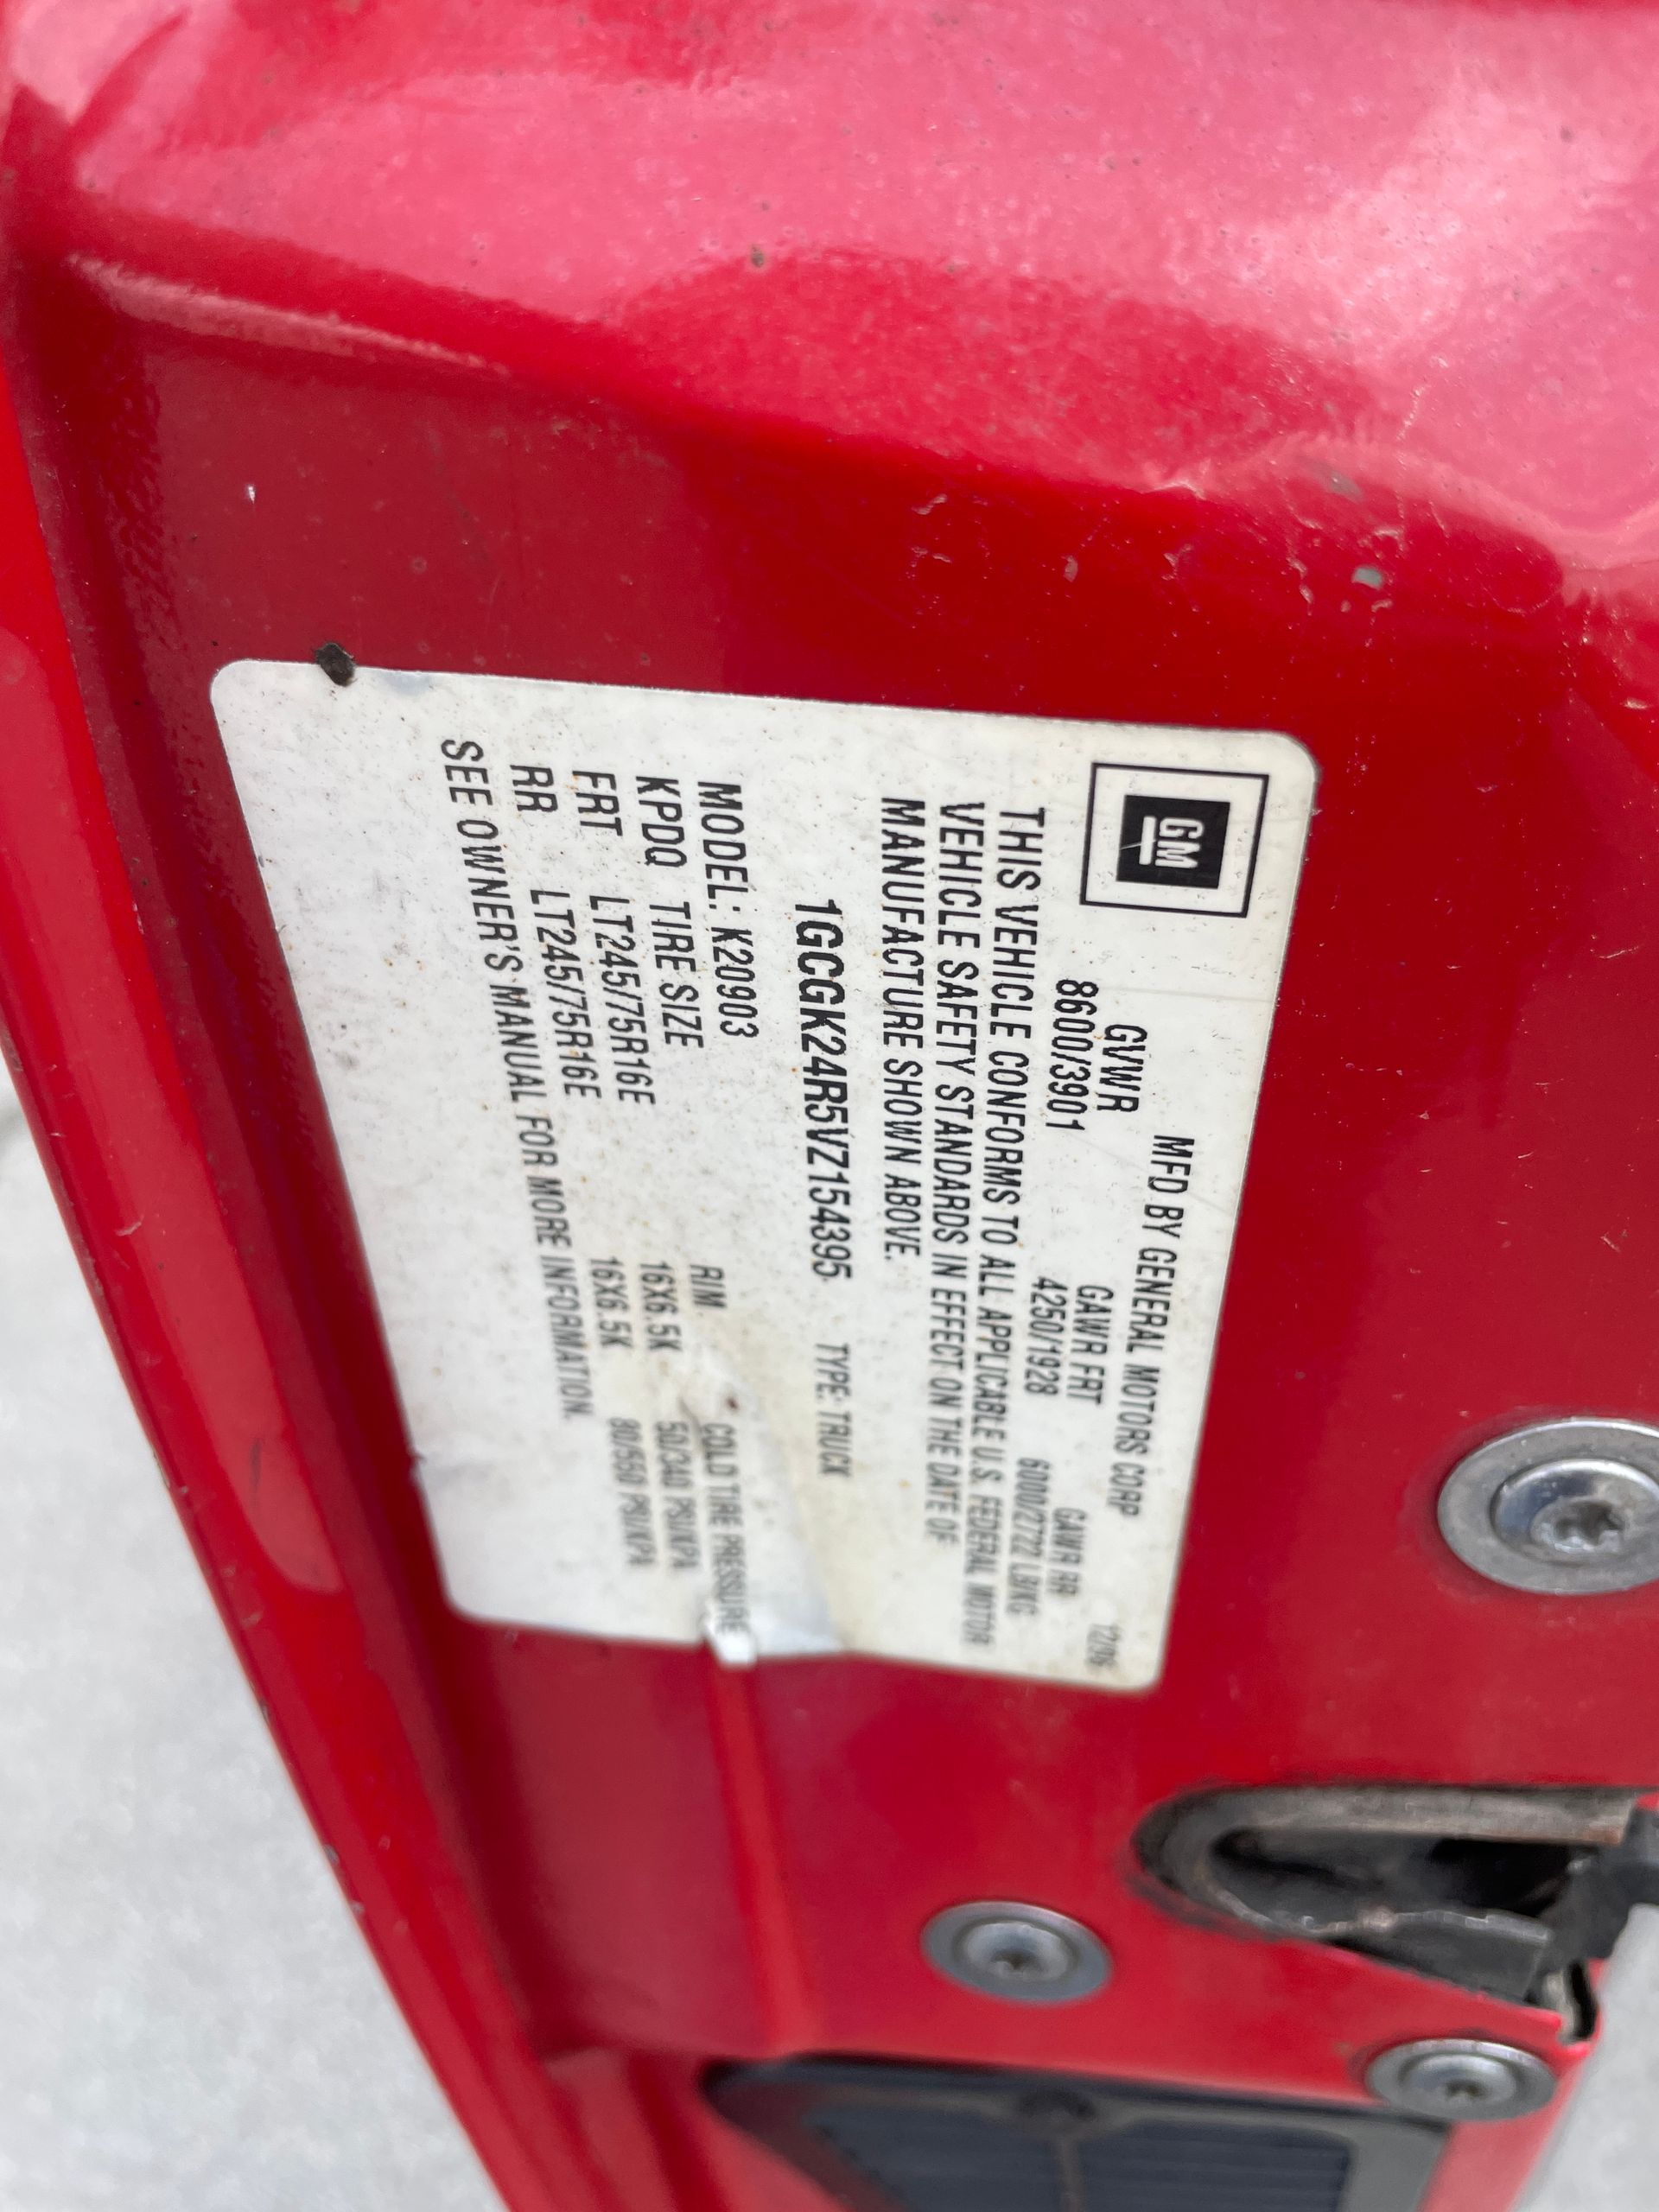 GM
MFD BY GENERAL MOTORS CORP 12/96
GVWR GAWR FRT GAWR RR
8600/3901 4250/1928 6000/2722 LB/KG
THIS VEHICLE CONFORMS TO ALL APPLICABLE U.S. FEDERAL MOTOR
VEHICLE SAFETY STANDARDS IN EFFECT ON THE DATE OF
MANUFACTURE SHOWN ABOVE.
1GCGK24R5VZ154395 TYPE: TRUCK
MODEL: K20903
KPDQ TIRE SIZE RIM COLD TIRE PRESSURE
FRT LT245/75R16E 16X6.5K 50/340 PSI/KPA
RR LT245/75R16E 16X6.5K 80/550 PSI/KPA
SEE OWNER'S MANUAL FOR MORE INFORMATION.